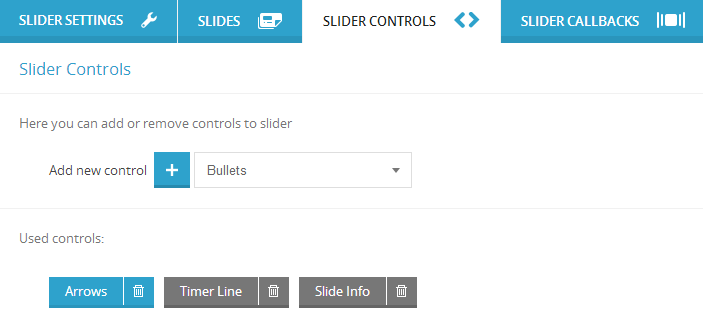 SLIDER SETTINGS SLIDES SLIDER CONTROLS SLIDER CALLBACKS
Slider Controls
Here you can add or remove controls to slider
Add new control + Bullets
Used controls:
Arrows Timer Line Slide Info